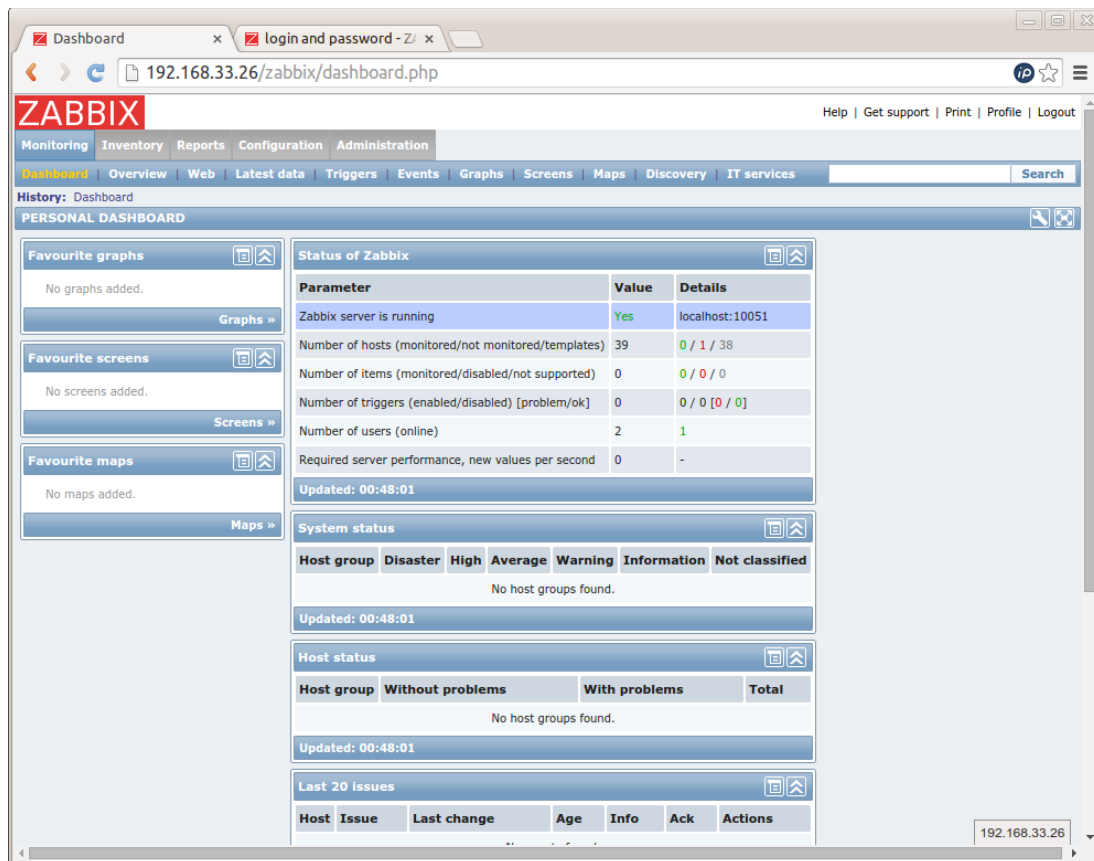 Dashboard
login and password - Z
192.168.33.26/zabbix/dashboard.php
ip
ZABBIX
Help | Get support | Print | Profile | Logout
Monitoring Inventory Reports Configuration Administration
Dashboard | Overview | Web | Latest data | Triggers | Events | Graphs | Screens | Maps | Discovery | IT services
Search
History: Dashboard
PERSONAL DASHBOARD
Favourite graphs
No graphs added.
Graphs »
Favourite screens
No screens added.
Screens »
Favourite maps
No maps added.
Maps »
Status of Zabbix
Parameter Value Details
Zabbix server is running Yes localhost:10051
Number of hosts (monitored/not monitored/templates) 39 0 / 1 / 38
Number of items (monitored/disabled/not supported) 0 0 / 0 / 0
Number of triggers (enabled/disabled) [problem/ok] 0 0 / 0 [0 / 0]
Number of users (online) 2 1
Required server performance, new values per second 0 -
Updated: 00:48:01
System status
Host group Disaster High Average Warning Information Not classified
No host groups found.
Updated: 00:48:01
Host status
Host group Without problems With problems Total
No host groups found.
Updated: 00:48:01
Last 20 issues
Host Issue Last change Age Info Ack Actions
192.168.33.26